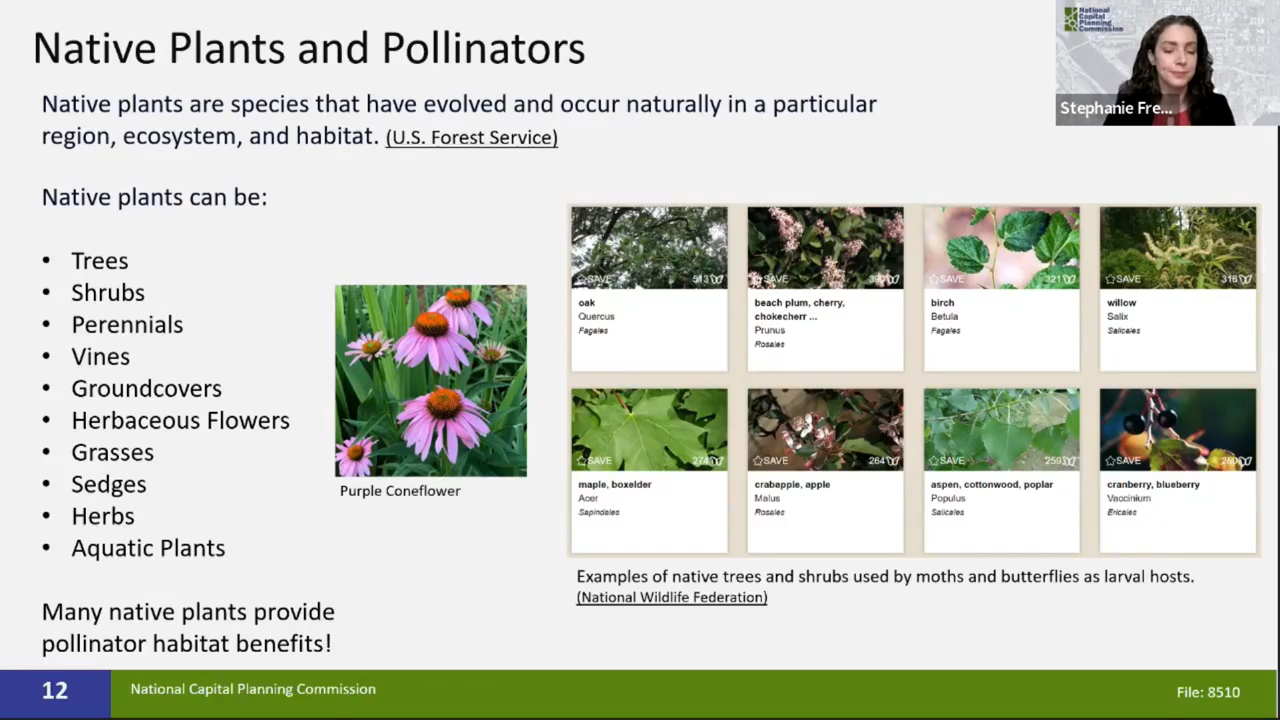 Native Plants and Pollinators
National
Capital
Planning
Commission
Stephanie Fre...
Native plants are species that have evolved and occur naturally in a particular
region, ecosystem, and habitat. (U.S. Forest Service)
Native plants can be:
• Trees
• Shrubs
• Perennials
• Vines
• Groundcovers
• Herbaceous Flowers
• Grasses
• Sedges
• Herbs
• Aquatic Plants
Many native plants provide
pollinator habitat benefits!
Purple Coneflower
SAVE 513
oak
Quercus
Fagales
SAVE
beach plum, cherry,
chokecherr ...
Prunus
Rosales
SAVE 321
birch
Betula
Fagales
SAVE 316
willow
Salix
Salicales
SAVE 274
maple, boxelder
Acer
Sapindales
SAVE 264
crabapple, apple
Malus
Rosales
SAVE 259
aspen, cottonwood, poplar
Populus
Salicales
SAVE
cranberry, blueberry
Vaccinium
Ericales
Examples of native trees and shrubs used by moths and butterflies as larval hosts.
(National Wildlife Federation)
12
National Capital Planning Commission
File: 8510